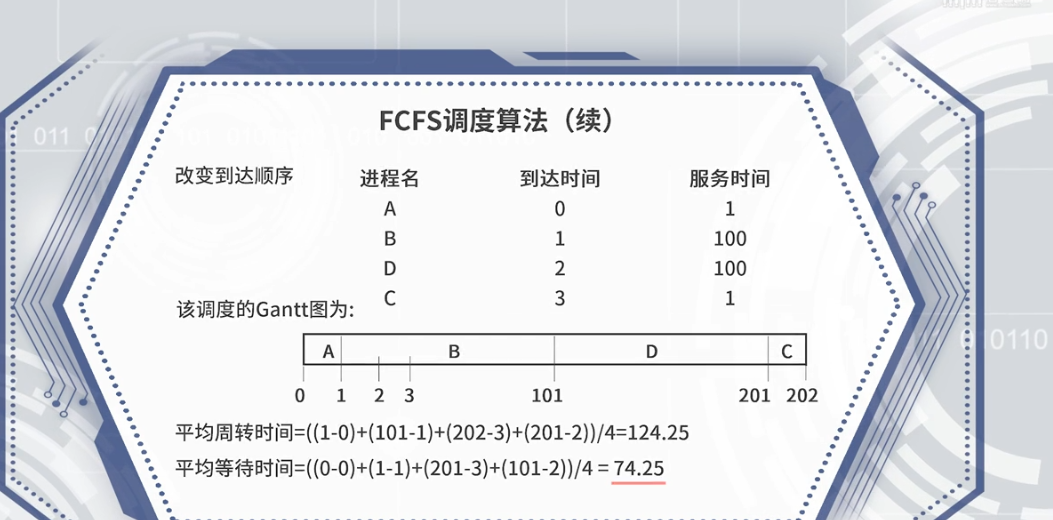 FCFS调度算法（续）
改变到达顺序 进程名 到达时间 服务时间
A 0 1
B 1 100
D 2 100
C 3 1
该调度的Gantt图为:
A B D C
0 1 2 3 101 201 202
平均周转时间=((1-0)+(101-1)+(202-3)+(201-2))/4=124.25
平均等待时间=((0-0)+(1-1)+(201-3)+(101-2))/4 = 74.25